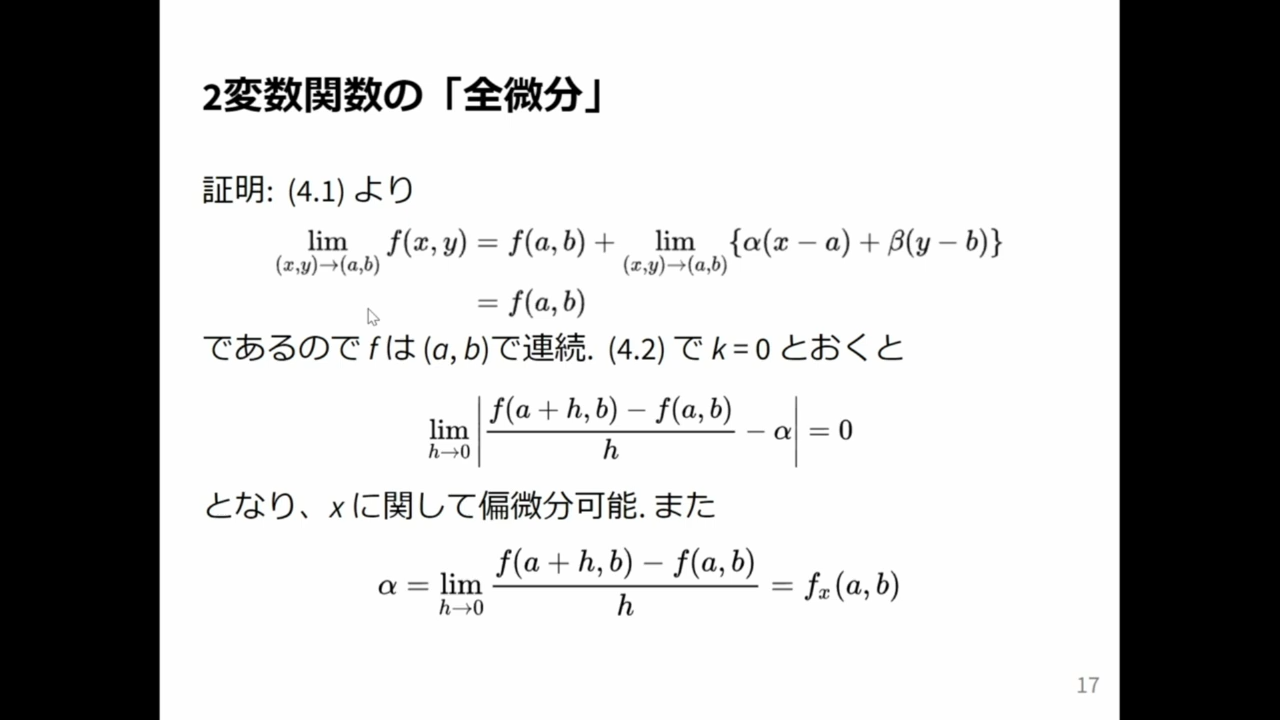 2変数関数の「全微分」
証明: (4.1) より
lim_{(x,y)→(a,b)} f(x, y) = f(a, b) + lim_{(x,y)→(a,b)} {α(x − a) + β(y − b)}
= f(a, b)
であるので f は (a, b)で連続. (4.2) で k = 0 とおくと
lim_{h→0} | \frac{f(a + h, b) − f(a, b)}{h} − α | = 0
となり、x に関して偏微分可能. また
α = lim_{h→0} \frac{f(a + h, b) − f(a, b)}{h} = f_x(a, b)
17